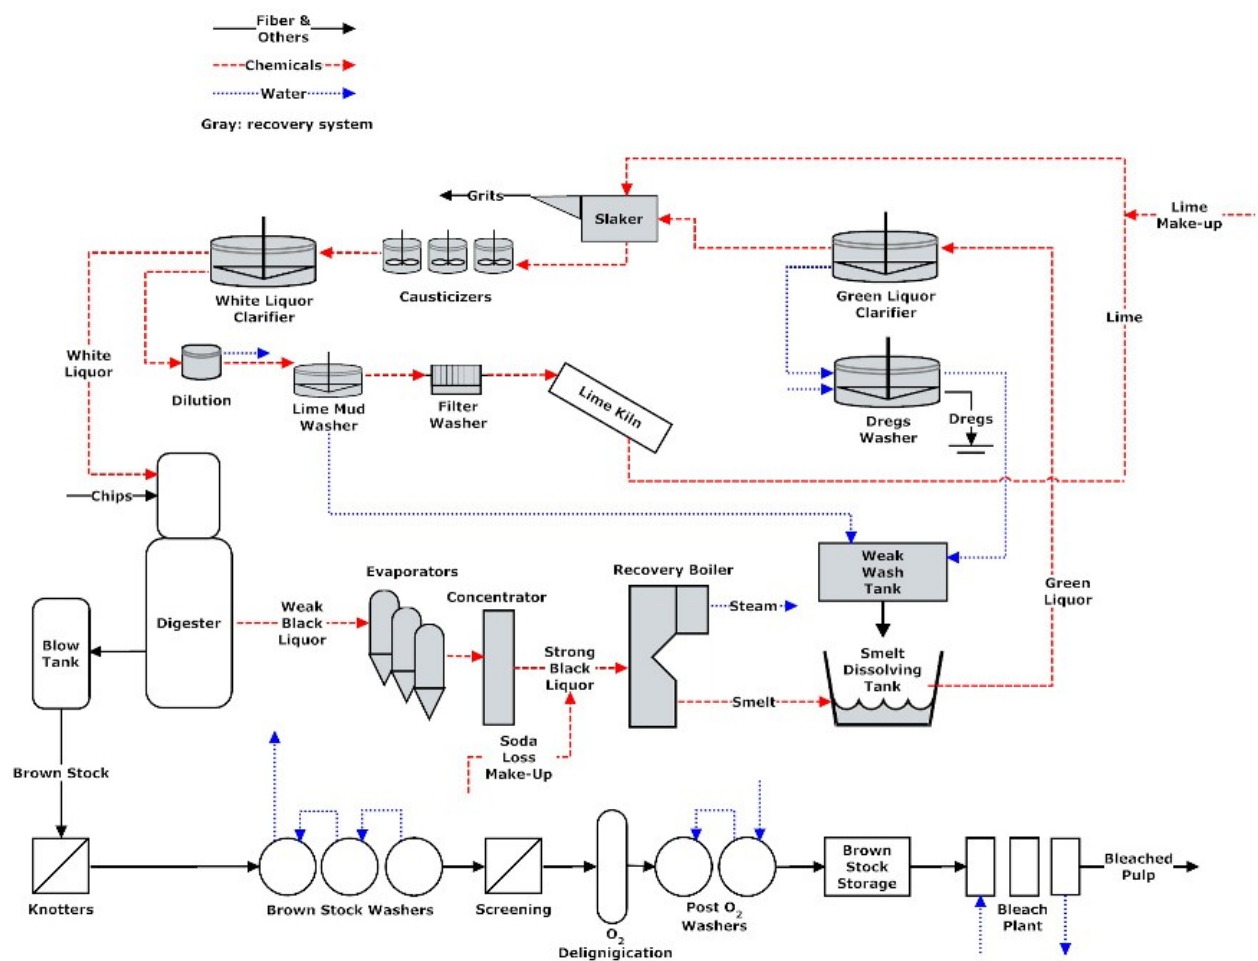 Fiber &
Others
Chemicals
Water
Gray: recovery system
Grits
Slaker
Lime
Make-up
White Liquor
Clarifier
Causticizers
Green Liquor
Clarifier
Lime
White
Liquor
Dilution
Lime Mud
Washer
Filter
Washer
Lime Kiln
Dregs
Washer
Dregs
Chips
Digester
Blow
Tank
Weak
Black
Liquor
Evaporators
Concentrator
Strong
Black
Liquor
Recovery Boiler
Steam
Weak
Wash
Tank
Green
Liquor
Smelt
Dissolving
Tank
Smelt
Soda
Loss
Make-Up
Brown Stock
Knotters
Brown Stock Washers
Screening
O2
Delignigication
Post O2
Washers
Brown
Stock
Storage
Bleach
Plant
Bleached
Pulp